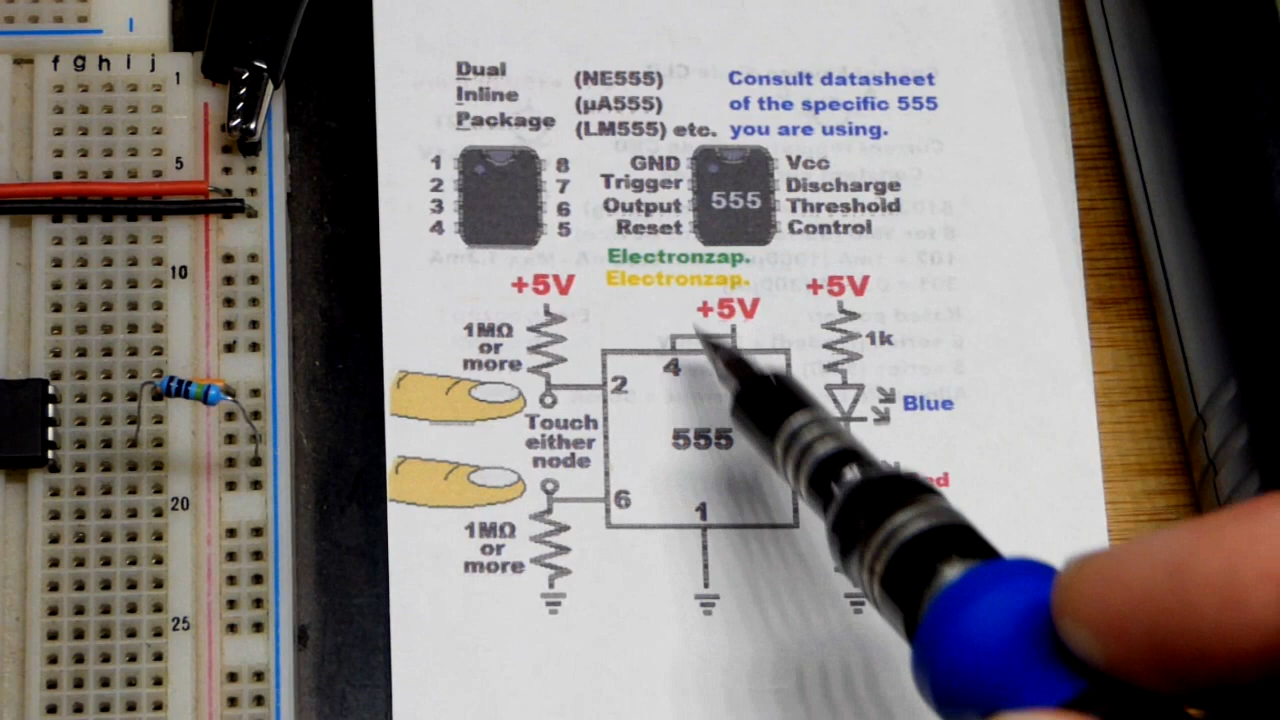 f g h i j
1
5
10
20
25
Dual
Inline
Package
(NE555)
(µA555)
(LM555) etc.
Consult datasheet
of the specific 555
you are using.
1 8
2 7
3 6
4 5
GND Vcc
Trigger Discharge
Output 555 Threshold
Reset Control
Electronzap.
Electronzap.
+5V
+5V
+5V
1MΩ
or
more
1k
2
4
Touch
either
node
555
Blue
6
1
1MΩ
or
more